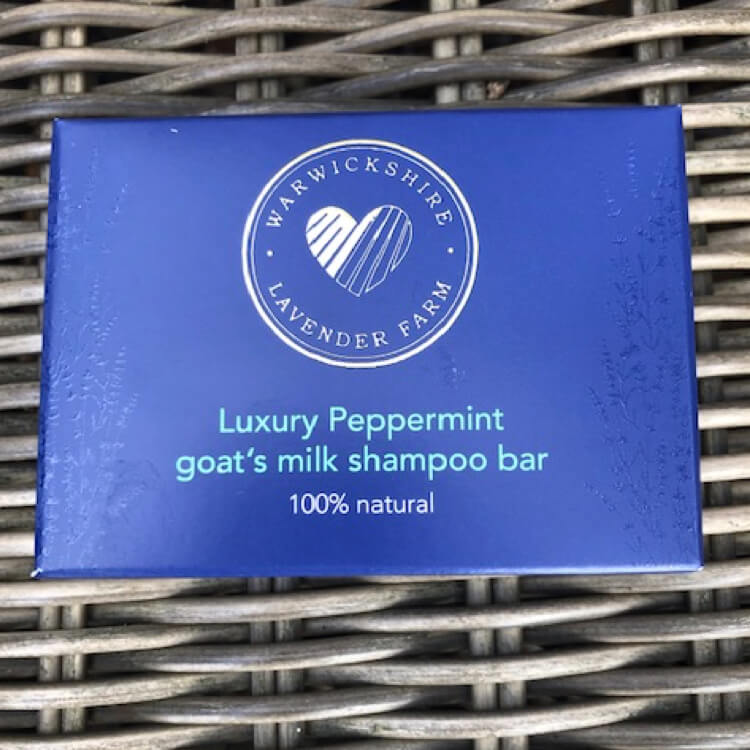 WARWICKSHIRE
LAVENDER FARM
Luxury Peppermint
goat's milk shampoo bar
100% natural